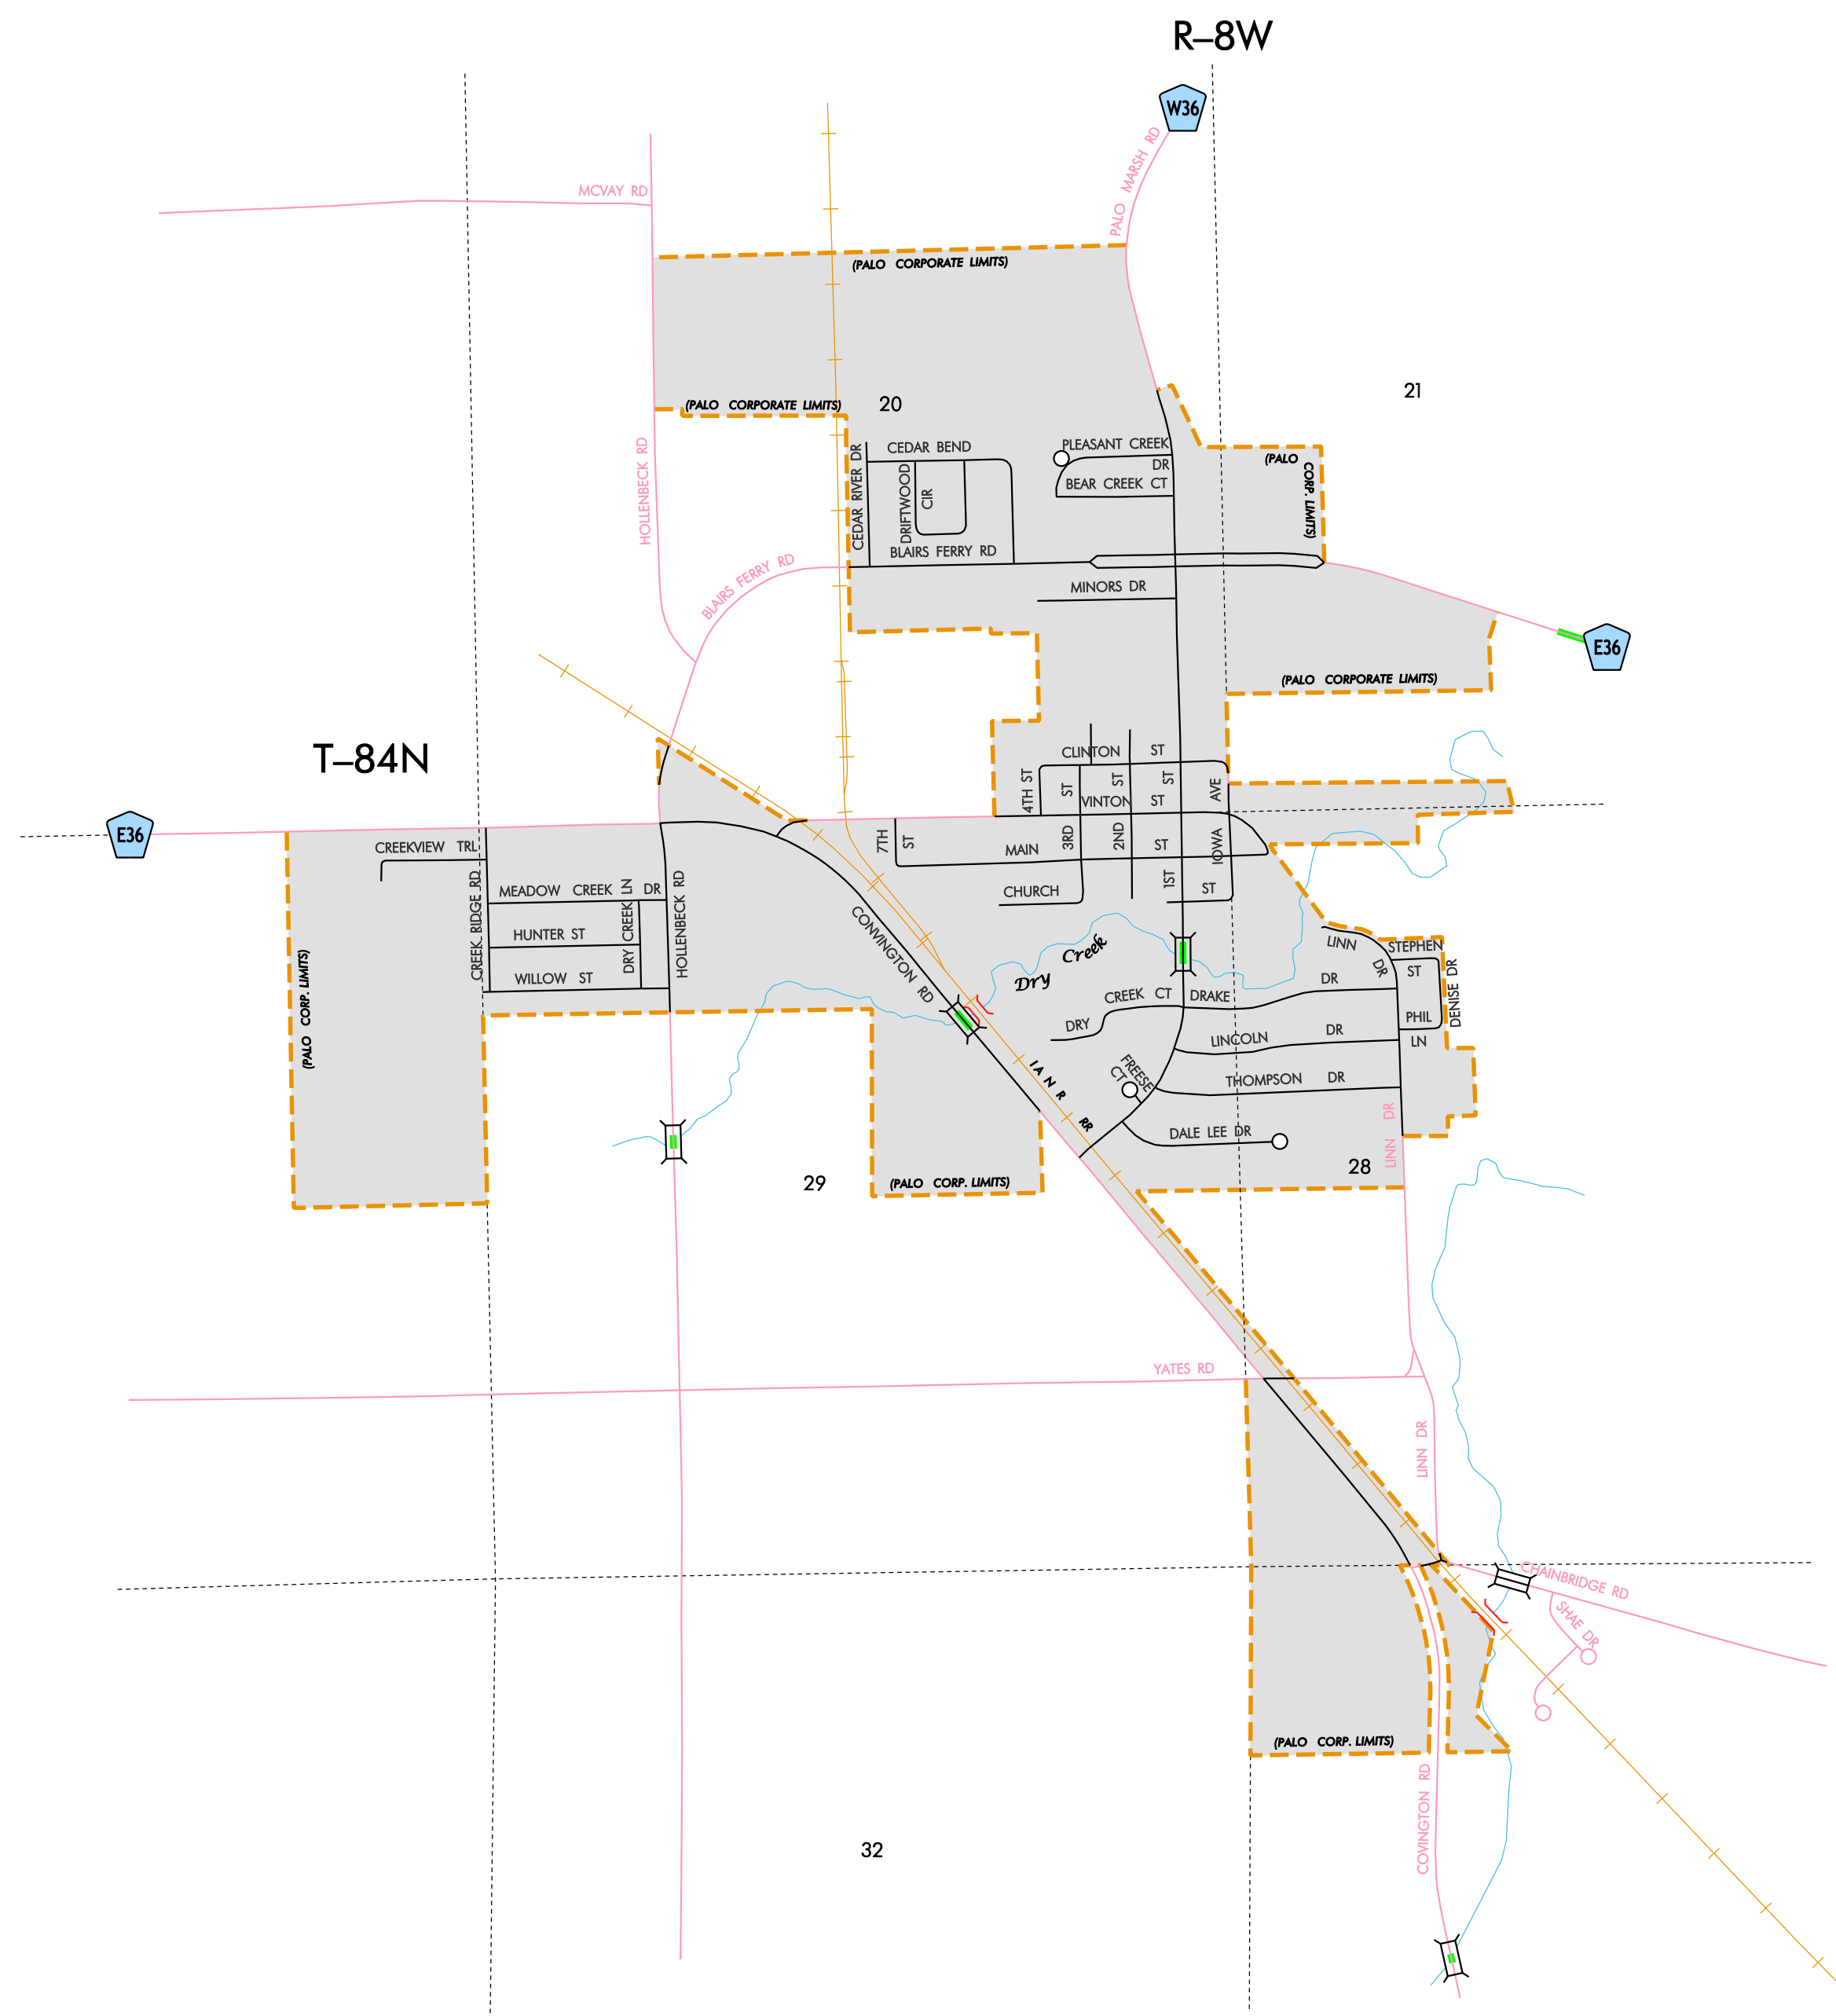 R–8W
W36
PALO MARSH RD
MCVAY RD
(PALO CORPORATE LIMITS)
21
20
(PALO CORPORATE LIMITS)
HOLLENBECK RD
CEDAR RIVER DR
CEDAR BEND
DRIFTWOOD
CIR
PLEASANT CREEK
DR
BEAR CREEK CT
(PALO
CORP. LIMITS)
BLAIRS FERRY RD
BLAIRS FERRY RD
MINORS DR
E36
(PALO CORPORATE LIMITS)
T–84N
CLINTON ST
4TH ST
ST
ST
ST
AVE
VINTON ST
E36
7TH
ST
3RD
2ND
IOWA
MAIN ST
CREEKVIEW TRL
CREEK RIDGE RD
MEADOW CREEK DR
LN
HOLLENBECK RD
CHURCH ST
1ST
HUNTER ST
DRY CREEK
WILLOW ST
CONVINGTON RD
(PALO CORP. LIMITS)
Dry Creek
LINN
DR
STEPHEN
ST
DENISE DR
DRY
CREEK CT
DRAKE DR
PHIL
LN
LINCOLN DR
FREESE
CT
THOMPSON DR
IANR RR
DALE LEE DR
LINN DR
28
29
(PALO CORP. LIMITS)
YATES RD
LINN DR
CHAINBRIDGE RD
SHAE DR
(PALO CORP. LIMITS)
COVINGTON RD
32